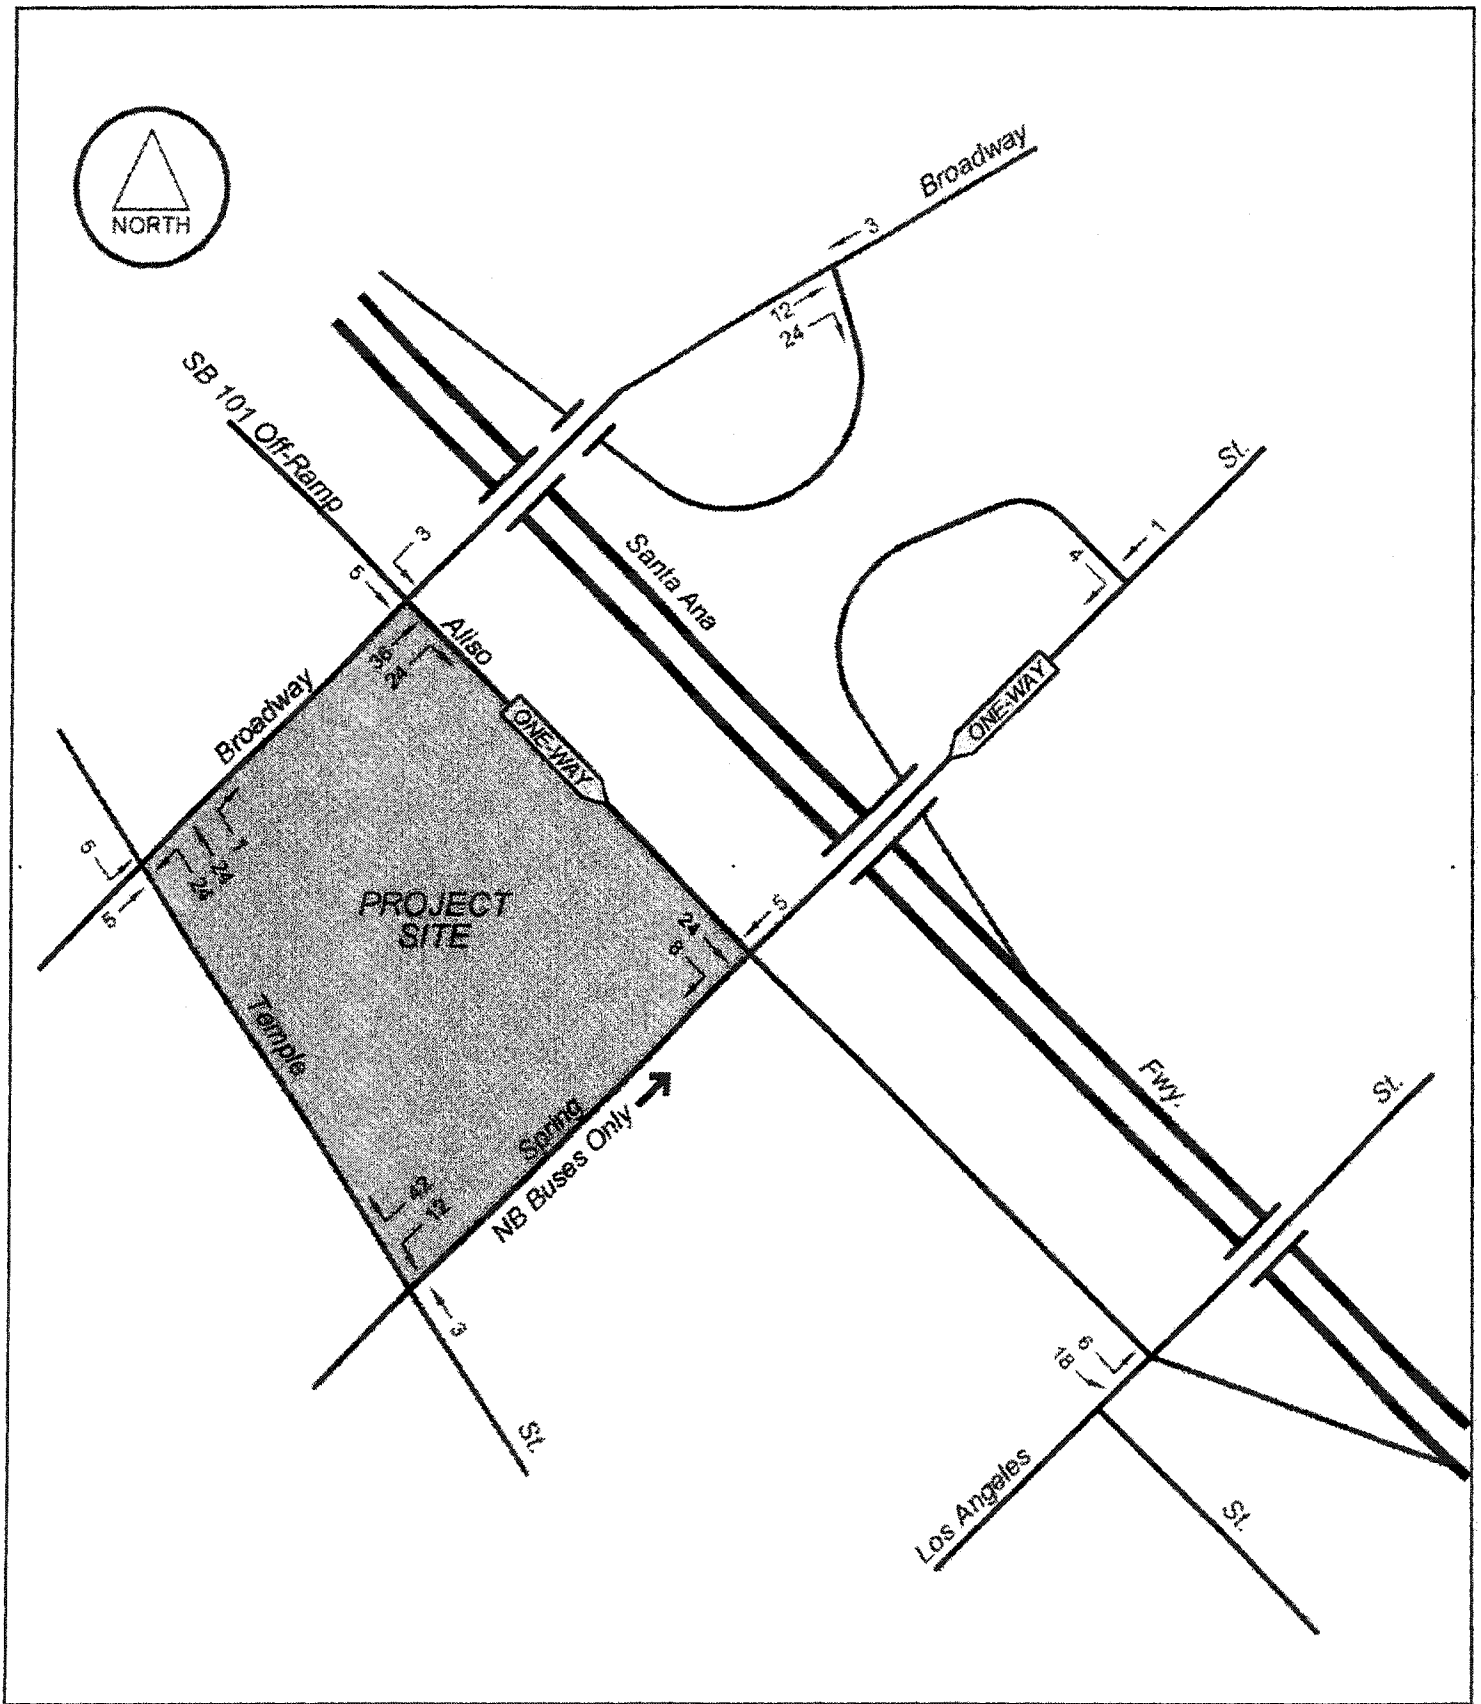 NORTH
Broadway
3
12
24
SB 101 Off-Ramp
St.
3
5
Santa Ana
1
4
Aliso
36
24
ONE-WAY
ONE-WAY
Broadway
5
5
1
24
24
PROJECT
SITE
5
24
8
Temple
Spring
NB Buses Only
Fwy.
St.
42
12
3
6
18
St.
Los Angeles
St.